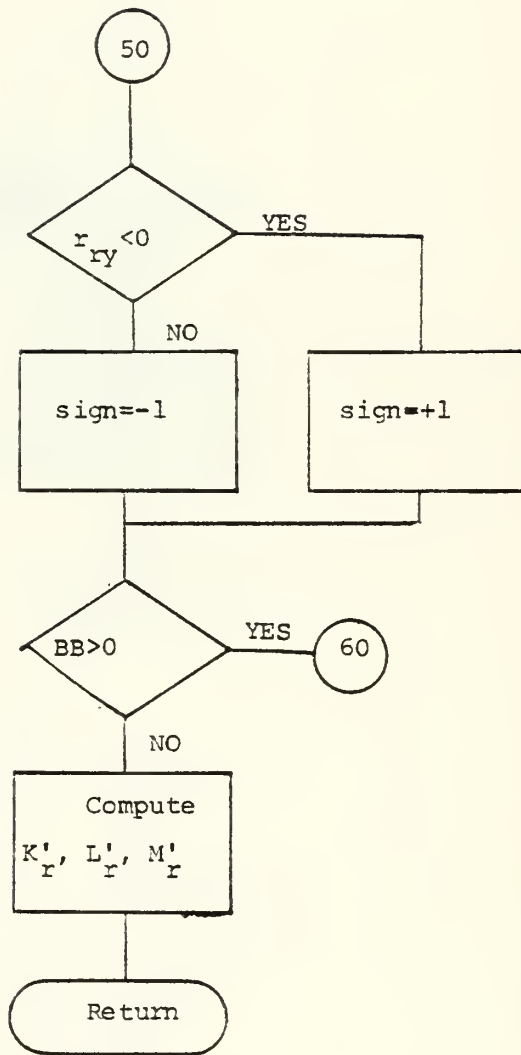 50
r_ry<0
YES
NO
sign=-1
sign=+1
BB>0
YES
60
NO
Compute
K'_r, L'_r, M'_r
Return